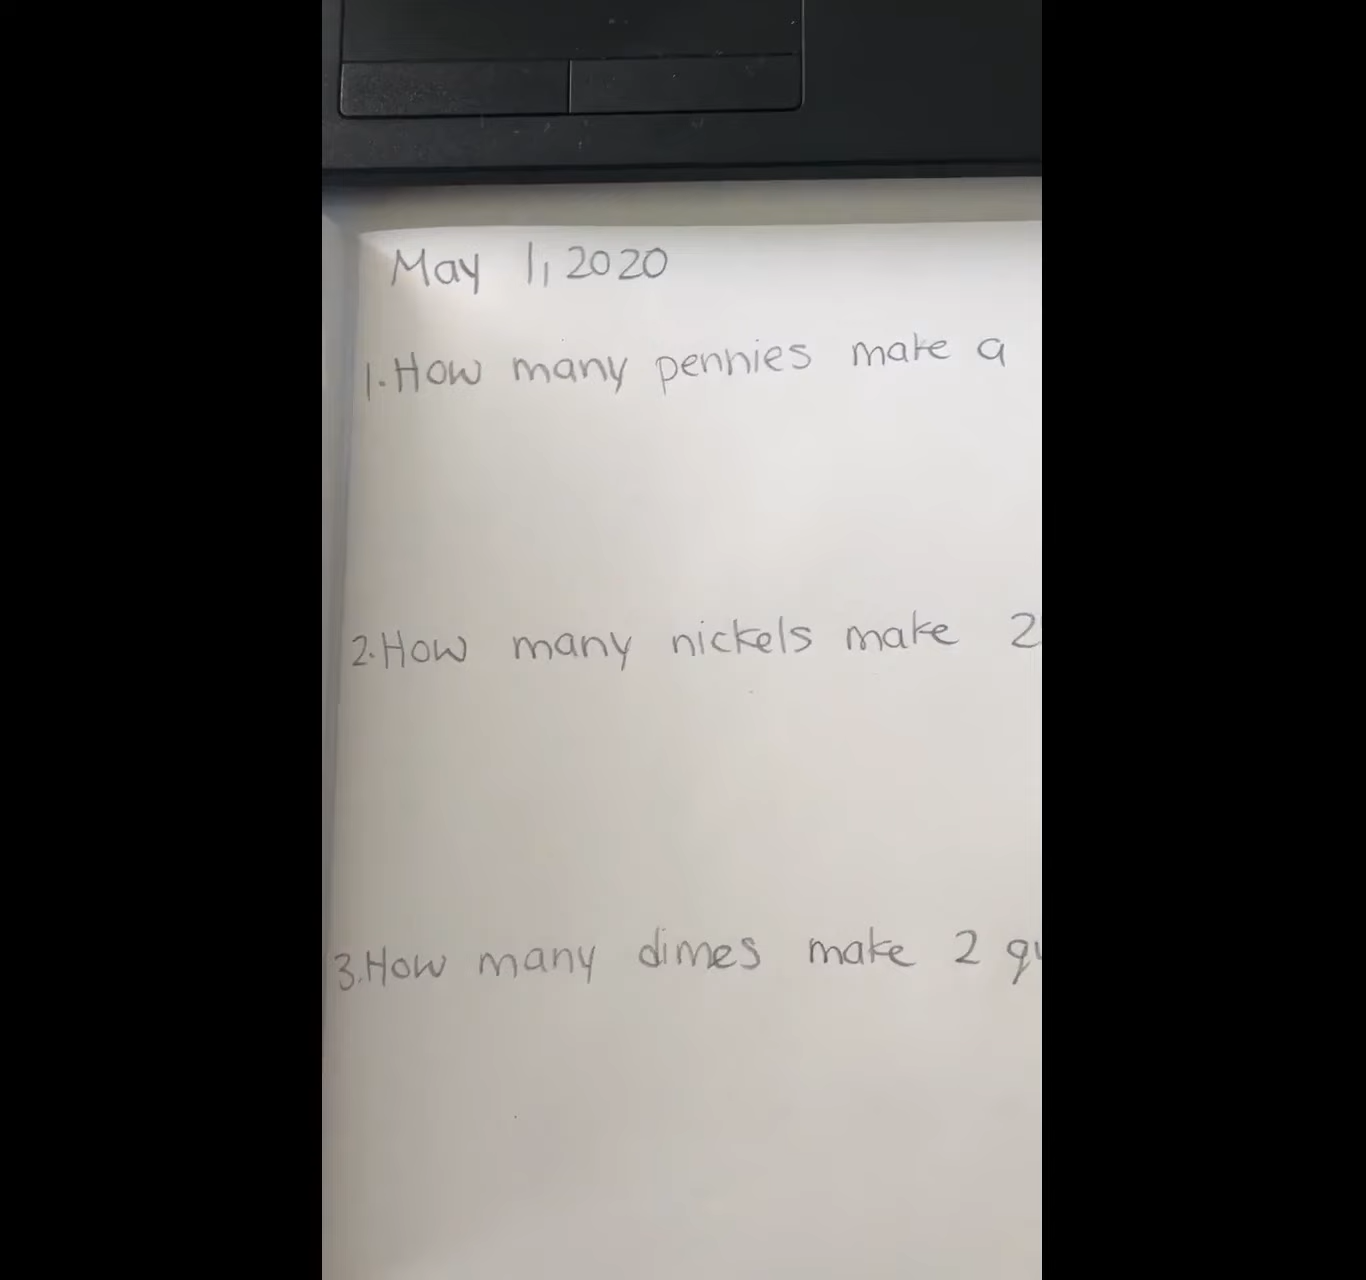 May 1, 2020
1. How many pennies make a
2. How many nickels make 2
3. How many dimes make 2